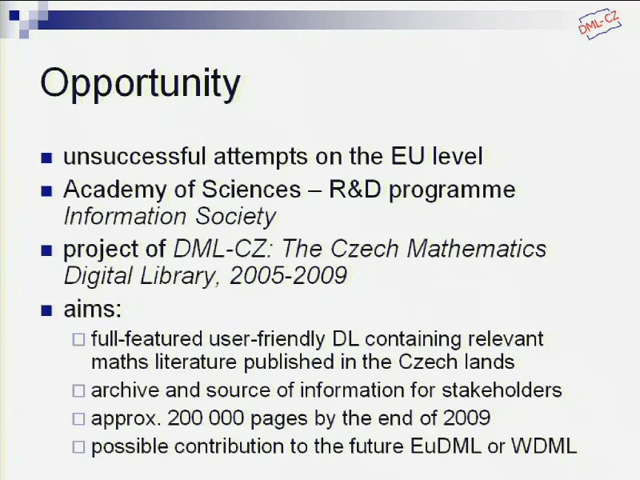 DML-CZ
Opportunity
unsuccessful attempts on the EU level
Academy of Sciences – R&D programme
Information Society
project of DML-CZ: The Czech Mathematics
Digital Library, 2005-2009
aims:
full-featured user-friendly DL containing relevant
maths literature published in the Czech lands
archive and source of information for stakeholders
approx. 200 000 pages by the end of 2009
possible contribution to the future EuDML or WDML